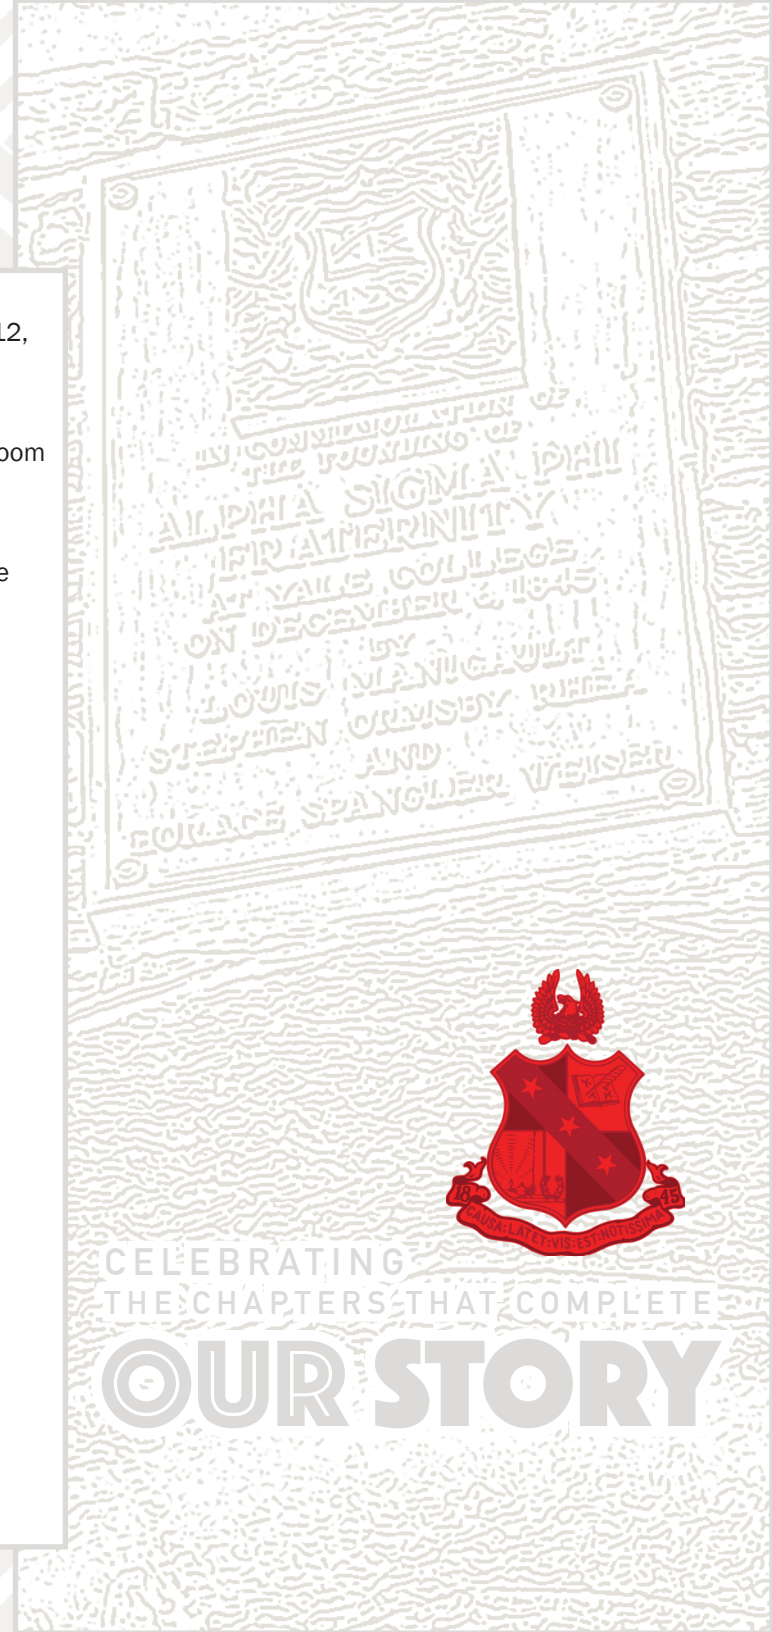 12,
oom
e
IN COMMEMORATION OF
THE FOUNDING OF
ALPHA SIGMA PHI
FRATERNITY
AT YALE COLLEGE
ON DECEMBER 6, 1845
BY
LOUIS MANIGAULT
STEPHEN ORMSBY RHEA
AND
HORACE SPANGLER WEISER
18 45
CAUSA:LATET:VIS:EST:NOTISSIMA
CELEBRATING
THE CHAPTERS THAT COMPLETE
OUR STORY